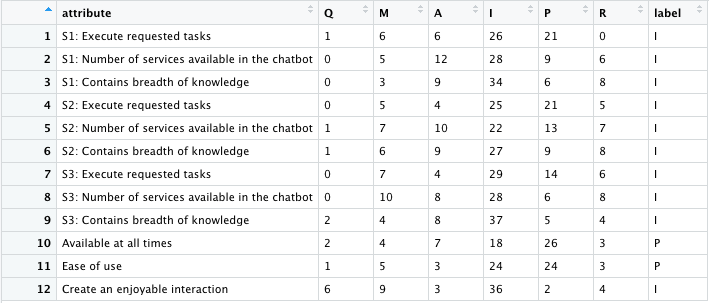 attribute Q M A I P R label
1 S1: Execute requested tasks 1 6 6 26 21 0 I
2 S1: Number of services available in the chatbot 0 5 12 28 9 6 I
3 S1: Contains breadth of knowledge 0 3 9 34 6 8 I
4 S2: Execute requested tasks 0 5 4 25 21 5 I
5 S2: Number of services available in the chatbot 1 7 10 22 13 7 I
6 S2: Contains breadth of knowledge 1 6 9 27 9 8 I
7 S3: Execute requested tasks 0 7 4 29 14 6 I
8 S3: Number of services available in the chatbot 0 10 8 28 6 8 I
9 S3: Contains breadth of knowledge 2 4 8 37 5 4 I
10 Available at all times 2 4 7 18 26 3 P
11 Ease of use 1 5 3 24 24 3 P
12 Create an enjoyable interaction 6 9 3 36 2 4 I